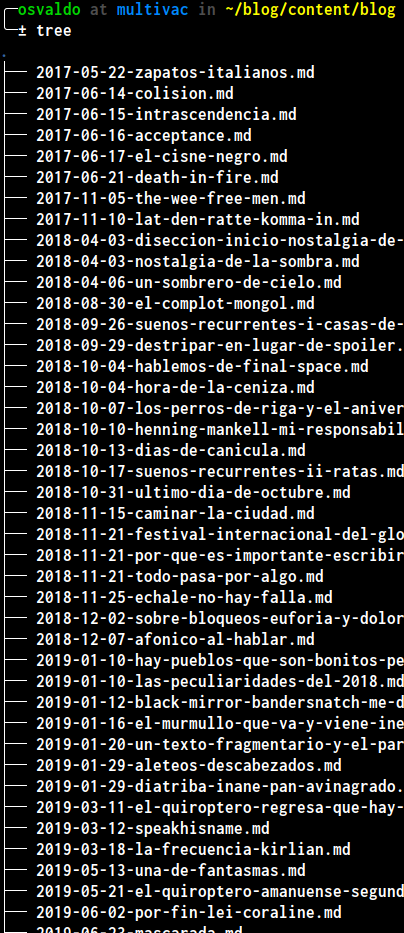 osvaldo at multivac in ~/blog/content/blog
± tree
.
├── 2017-05-22-zapatos-italianos.md
├── 2017-06-14-colision.md
├── 2017-06-15-intrascendencia.md
├── 2017-06-16-acceptance.md
├── 2017-06-17-el-cisne-negro.md
├── 2017-06-21-death-in-fire.md
├── 2017-11-05-the-wee-free-men.md
├── 2017-11-10-lat-den-ratte-komma-in.md
├── 2018-04-03-diseccion-inicio-nostalgia-de-
├── 2018-04-03-nostalgia-de-la-sombra.md
├── 2018-04-06-un-sombrero-de-cielo.md
├── 2018-08-30-el-complot-mongol.md
├── 2018-09-26-suenos-recurrentes-i-casas-de-
├── 2018-09-29-destripar-en-lugar-de-spoiler.
├── 2018-10-04-hablemos-de-final-space.md
├── 2018-10-04-hora-de-la-ceniza.md
├── 2018-10-07-los-perros-de-riga-y-el-aniver
├── 2018-10-10-henning-mankell-mi-responsabil
├── 2018-10-13-dias-de-canicula.md
├── 2018-10-17-suenos-recurrentes-ii-ratas.md
├── 2018-10-31-ultimo-dia-de-octubre.md
├── 2018-11-15-caminar-la-ciudad.md
├── 2018-11-21-festival-internacional-del-glo
├── 2018-11-21-por-que-es-importante-escribir
├── 2018-11-21-todo-pasa-por-algo.md
├── 2018-11-25-echale-no-hay-falla.md
├── 2018-12-02-sobre-bloqueos-euforia-y-dolor
├── 2018-12-07-afonico-al-hablar.md
├── 2019-01-10-hay-pueblos-que-son-bonitos-pe
├── 2019-01-10-las-peculiaridades-del-2018.md
├── 2019-01-12-black-mirror-bandersnatch-me-d
├── 2019-01-16-el-murmullo-que-va-y-viene-ine
├── 2019-01-20-un-texto-fragmentario-y-el-par
├── 2019-01-29-aleteos-descabezados.md
├── 2019-01-29-diatriba-inane-pan-avinagrado.
├── 2019-03-11-el-quiroptero-regresa-que-hay-
├── 2019-03-12-speakhisname.md
├── 2019-03-18-la-frecuencia-kirlian.md
├── 2019-05-13-una-de-fantasmas.md
├── 2019-05-21-el-quiroptero-amanuense-segund
├── 2019-06-02-por-fin-lei-coraline.md
├── 2019-06-23-mascarada.md